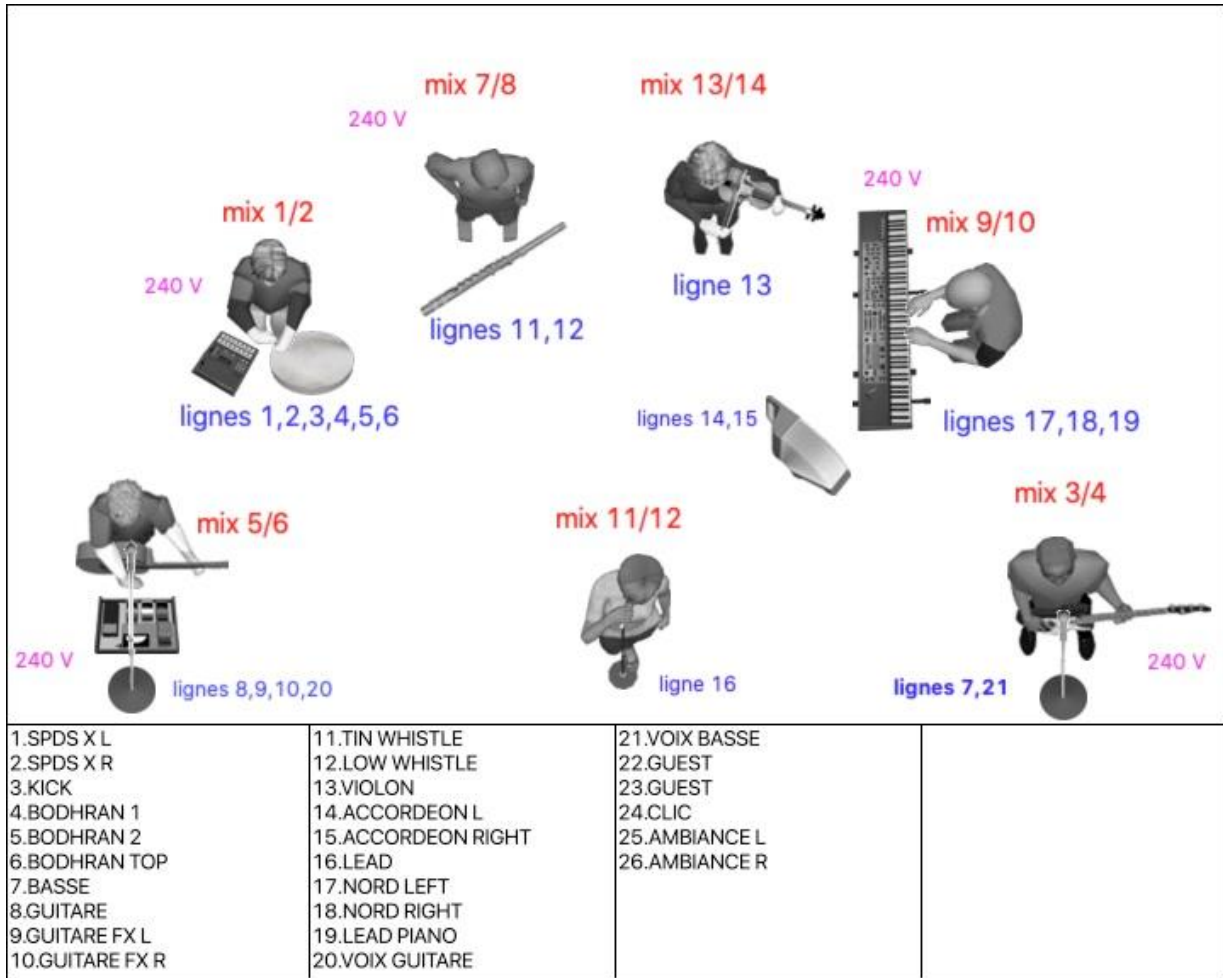 mix 7/8
mix 13/14
240 V
240 V
mix 1/2
mix 9/10
240 V
ligne 13
lignes 11,12
lignes 1,2,3,4,5,6
lignes 14,15
lignes 17,18,19
mix 3/4
mix 5/6
mix 11/12
240 V
240 V
lignes 8,9,10,20
ligne 16
lignes 7,21
1.SPDS X L
2.SPDS X R
3.KICK
4.BODHRAN 1
5.BODHRAN 2
6.BODHRAN TOP
7.BASSE
8.GUITARE
9.GUITARE FX L
10.GUITARE FX R
11.TIN WHISTLE
12.LOW WHISTLE
13.VIOLON
14.ACCORDEON L
15.ACCORDEON RIGHT
16.LEAD
17.NORD LEFT
18.NORD RIGHT
19.LEAD PIANO
20.VOIX GUITARE
21.VOIX BASSE
22.GUEST
23.GUEST
24.CLIC
25.AMBIANCE L
26.AMBIANCE R